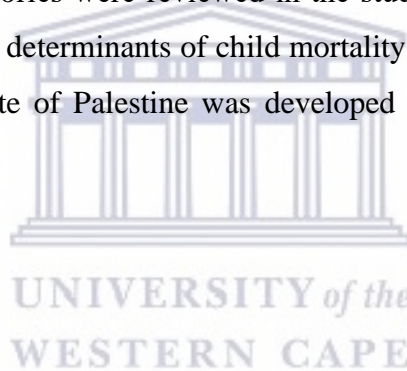 ories were reviewed in the stud
determinants of child mortality
te of Palestine was developed
UNIVERSITY of the
WESTERN CAPE